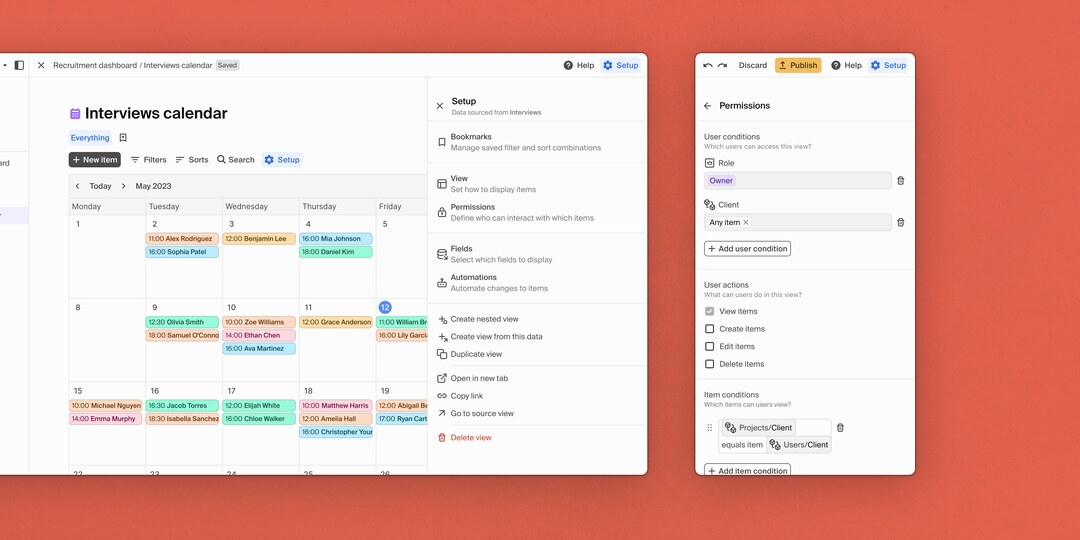 Recruitment dashboard / Interviews calendar Saved
Help Setup
Interviews calendar
Everything
New item Filters Sorts Search Setup
Today May 2023
Monday Tuesday Wednesday Thursday Friday
1 2 3 4 5
11:00 Alex Rodriguez 12:00 Benjamin Lee 16:00 Mia Johnson
16:00 Sophia Patel 18:00 Daniel Kim
8 9 10 11 12
12:30 Olivia Smith 10:00 Zoe Williams 12:00 Grace Anderson 11:00 William Br
18:00 Samuel O'Conno 14:00 Ethan Chen 16:00 Lily Garci
16:00 Ava Martinez
15 16 17 18 19
10:00 Michael Nguyen 16:30 Jacob Torres 12:00 Elijah White 10:00 Matthew Harris 12:00 Abigail Be
14:00 Emma Murphy 18:30 Isabella Sanchez 16:00 Chloe Walker 12:00 Amelia Hall 17:00 Ryan Cart
16:00 Christopher Your
22 23 24 25 26
Setup
Data sourced from Interviews
Bookmarks
Manage saved filter and sort combinations
View
Set how to display items
Permissions
Define who can interact with which items
Fields
Select which fields to display
Automations
Automate changes to items
Create nested view
Create view from this data
Duplicate view
Open in new tab
Copy link
Go to source view
Delete view
Discard Publish Help Setup
Permissions
User conditions
Which users can access this view?
Role
Owner
Client
Any item
Add user condition
User actions
What can users do in this view?
View items
Create items
Edit items
Delete items
Item conditions
Which items can users view?
Projects/Client
equals item Users/Client
Add item condition